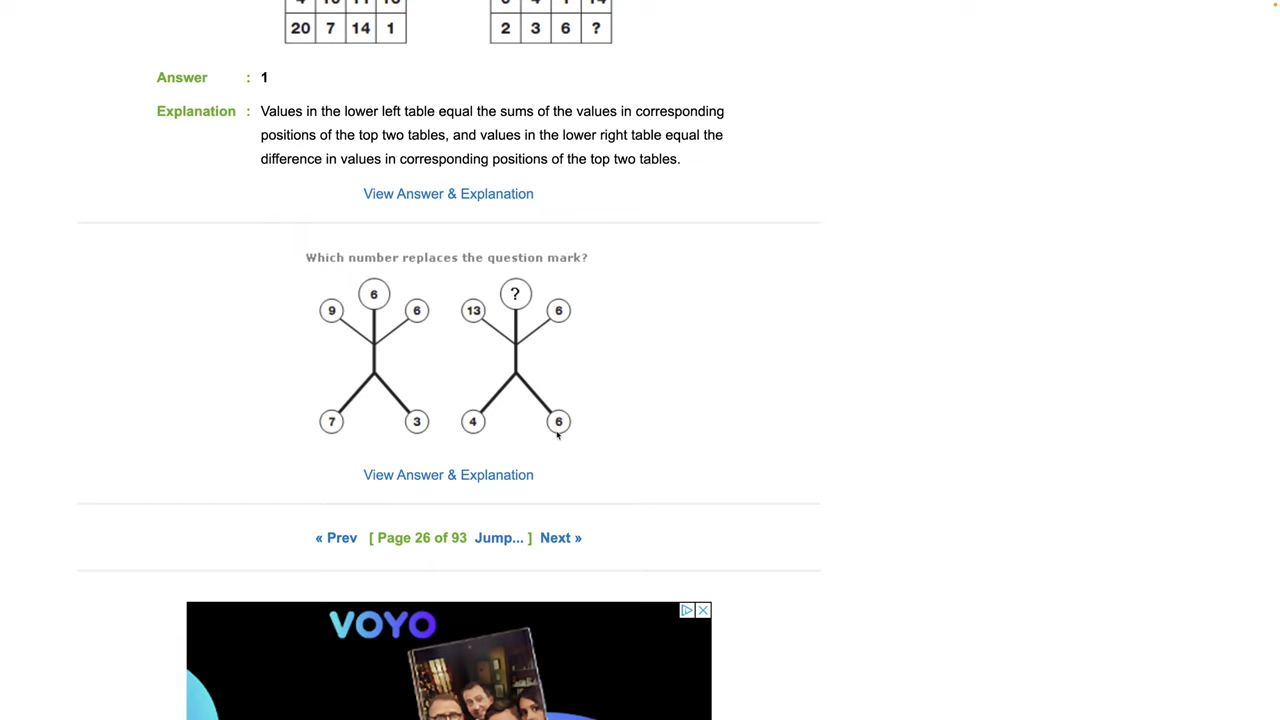 20 7 14 1
2 3 6 ?
Answer : 1
Explanation : Values in the lower left table equal the sums of the values in corresponding
positions of the top two tables, and values in the lower right table equal the
difference in values in corresponding positions of the top two tables.
View Answer & Explanation
Which number replaces the question mark?
6 ?
9 6 13 6
7 3 4 6
View Answer & Explanation
« Prev [ Page 26 of 93 Jump... ] Next »
VOYO